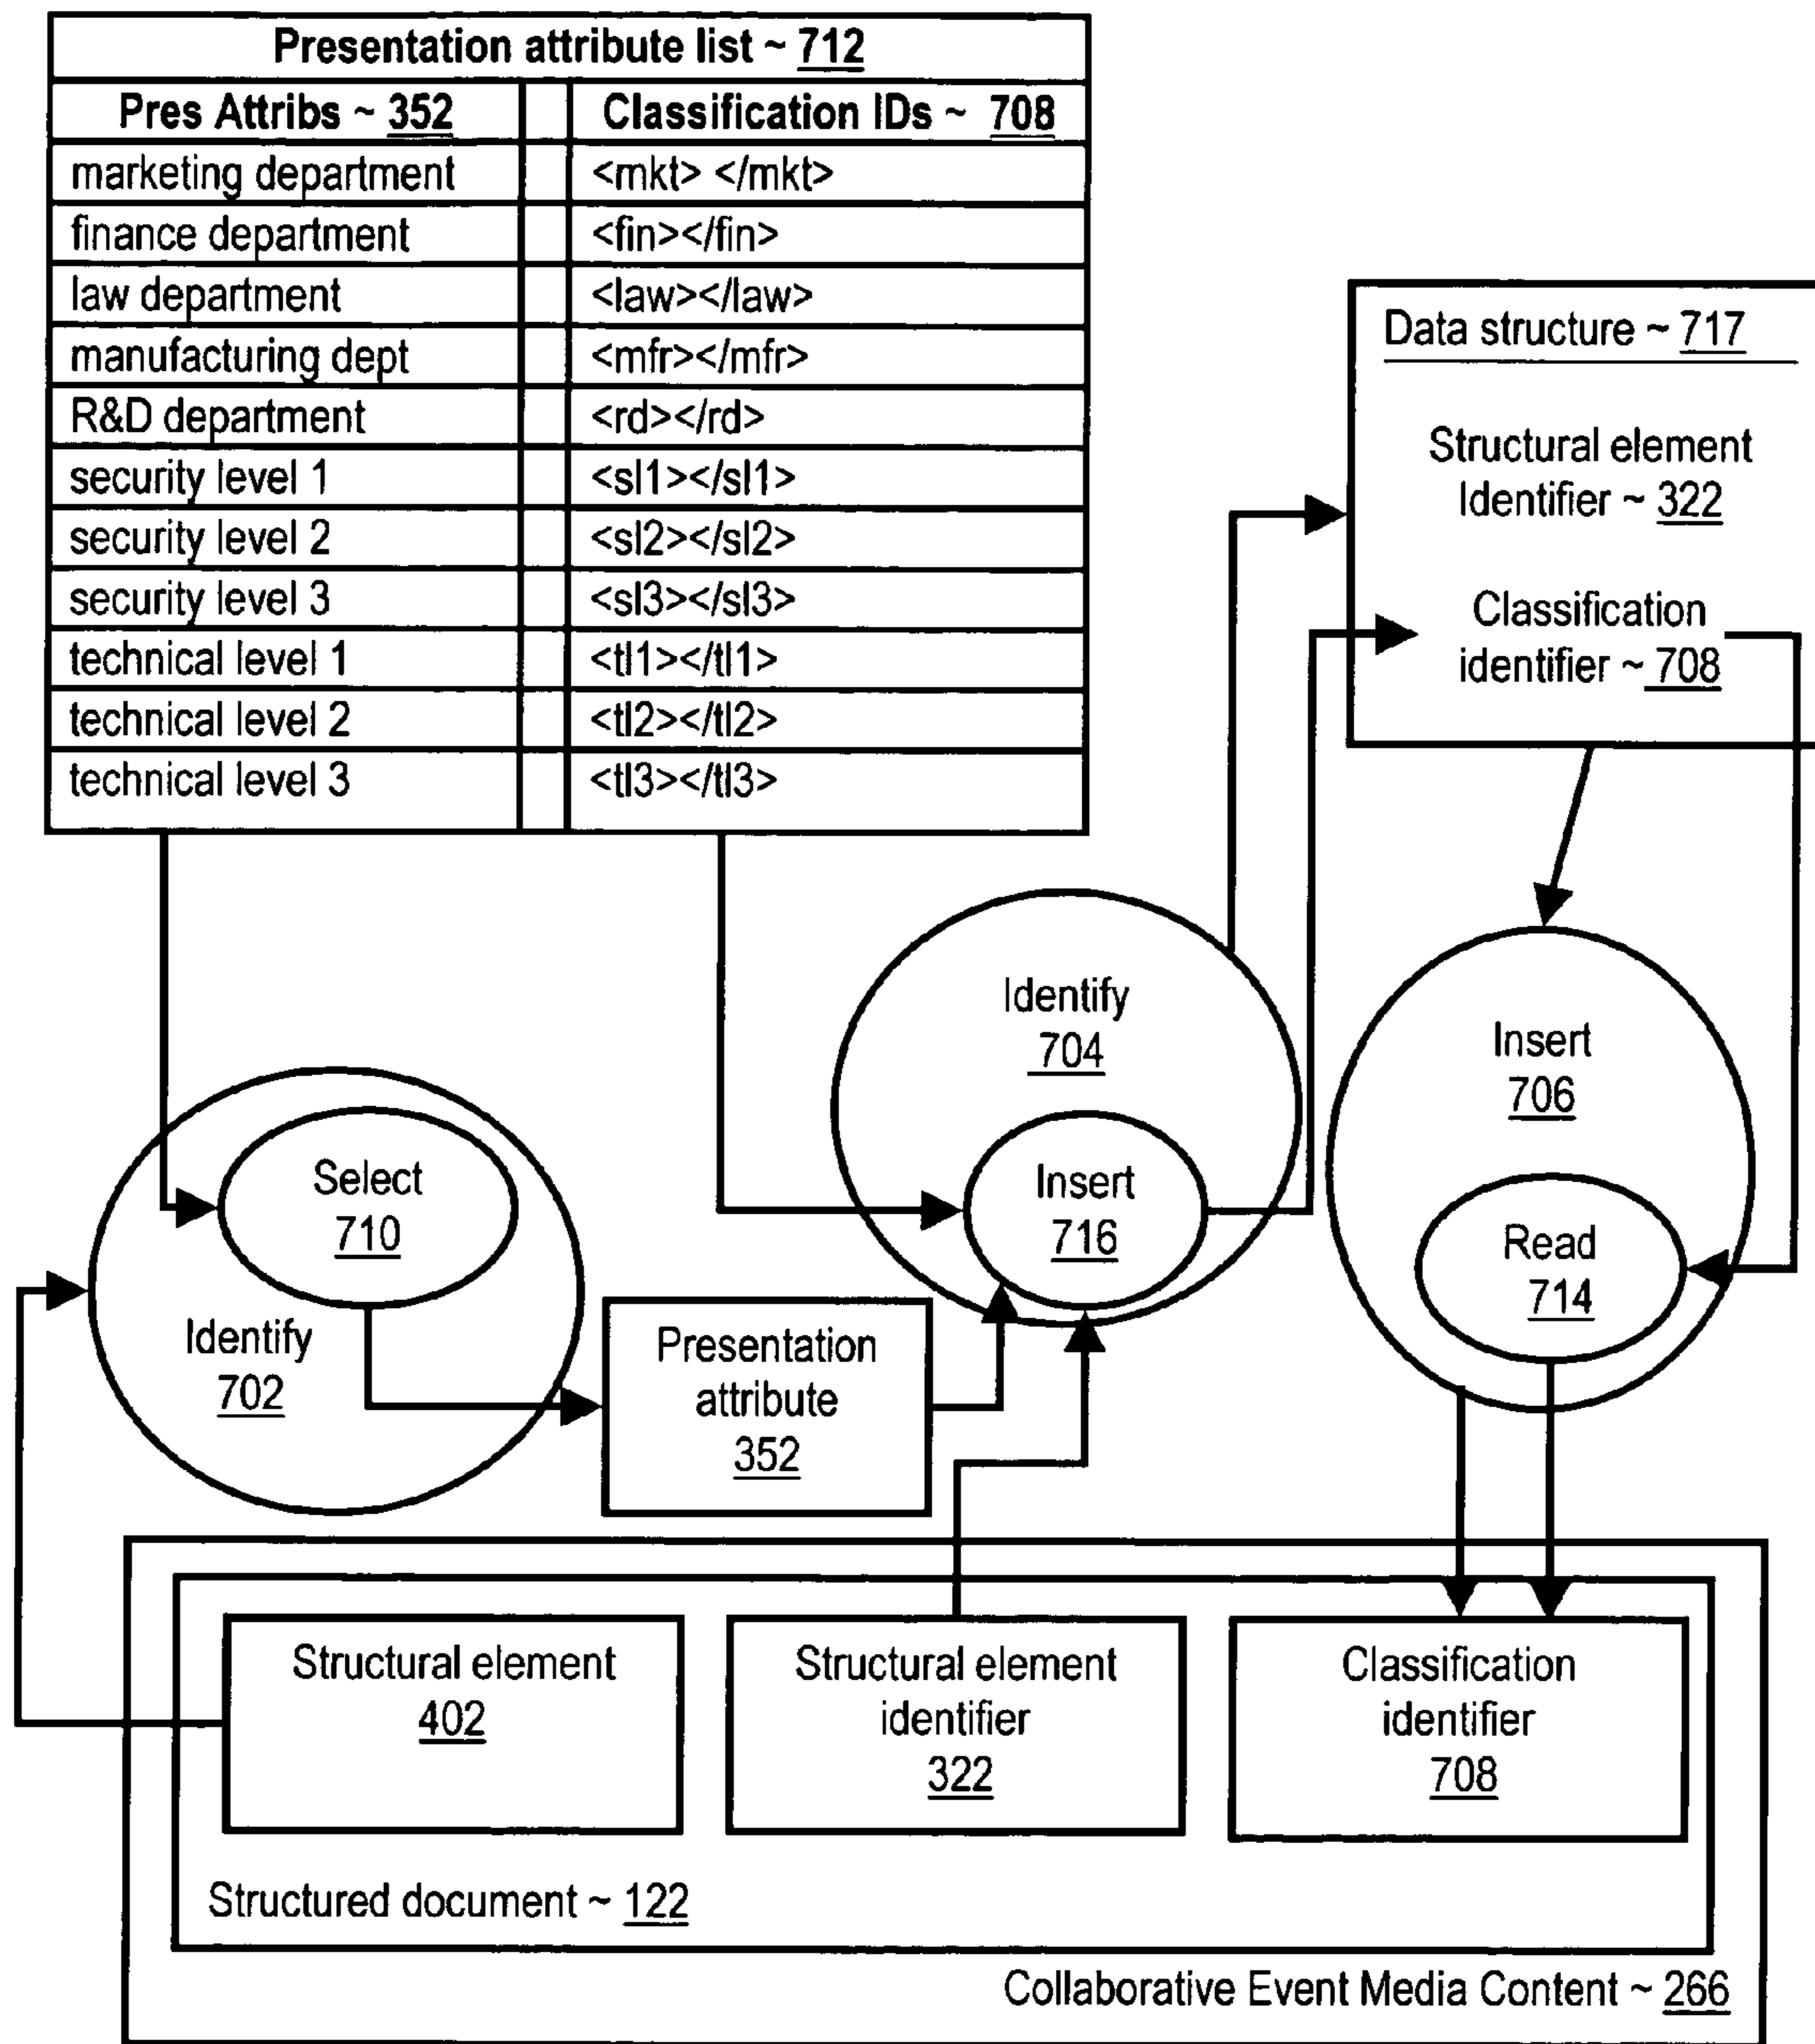 Presentation attribute list ~ 712
Pres Attribs ~ 352 Classification IDs ~ 708
marketing department <mkt> </mkt>
finance department <fin></fin>
law department <law></law>
manufacturing dept <mfr></mfr>
R&D department <rd></rd>
security level 1 <sl1></sl1>
security level 2 <sl2></sl2>
security level 3 <sl3></sl3>
technical level 1 <tl1></tl1>
technical level 2 <tl2></tl2>
technical level 3 <tl3></tl3>
Data structure ~ 717
Structural element
Identifier ~ 322
Classification
identifier ~ 708
Identify
704
Insert
716
Insert
706
Read
714
Select
710
Identify
702
Presentation
attribute
352
Structural element
402
Structural element
identifier
322
Classification
identifier
708
Structured document ~ 122
Collaborative Event Media Content ~ 266